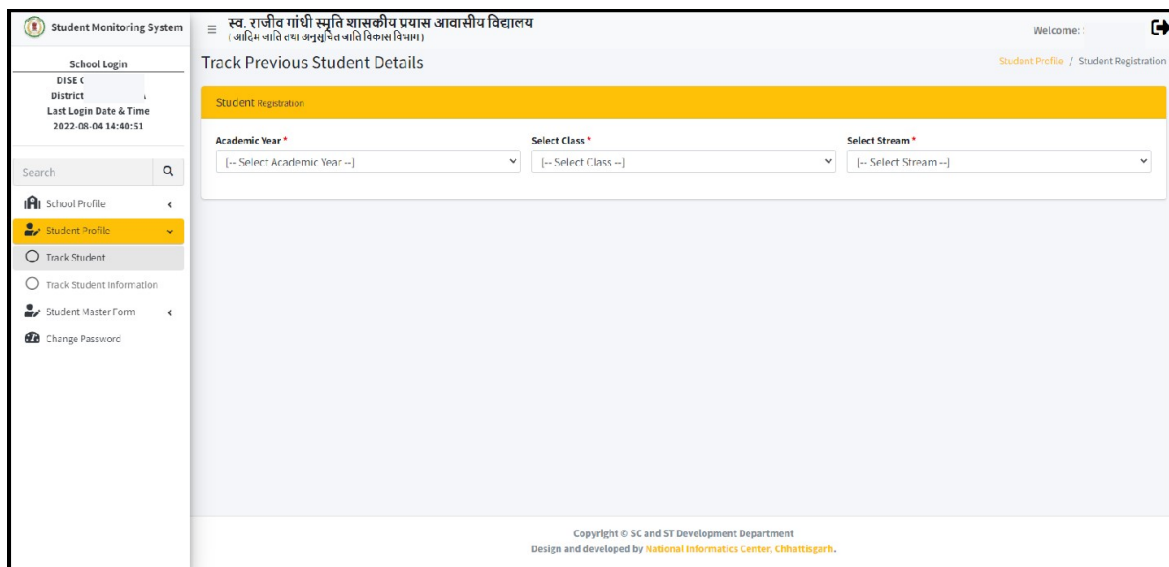 Student Monitoring System
School Login
DISE C
District
Last Login Date & Time
2022-08-04 14:40:51
Search
School Profile
Student Profile
Track Student
Track Student Information
Student Master Form
Change Password
स्व. राजीव गांधी स्मृति शासकीय प्रयास आवासीय विद्यालय
( आदिम जाति तथा अनुसूचित जाति विकास विभाग )
Welcome:
Track Previous Student Details
Student Profile / Student Registration
Student Registration
Academic Year *
[-- Select Academic Year --]
Select Class *
[-- Select Class --]
Select Stream *
[-- Select Stream --]
Copyright © SC and ST Development Department
Design and developed by National Informatics Center, Chhattisgarh.